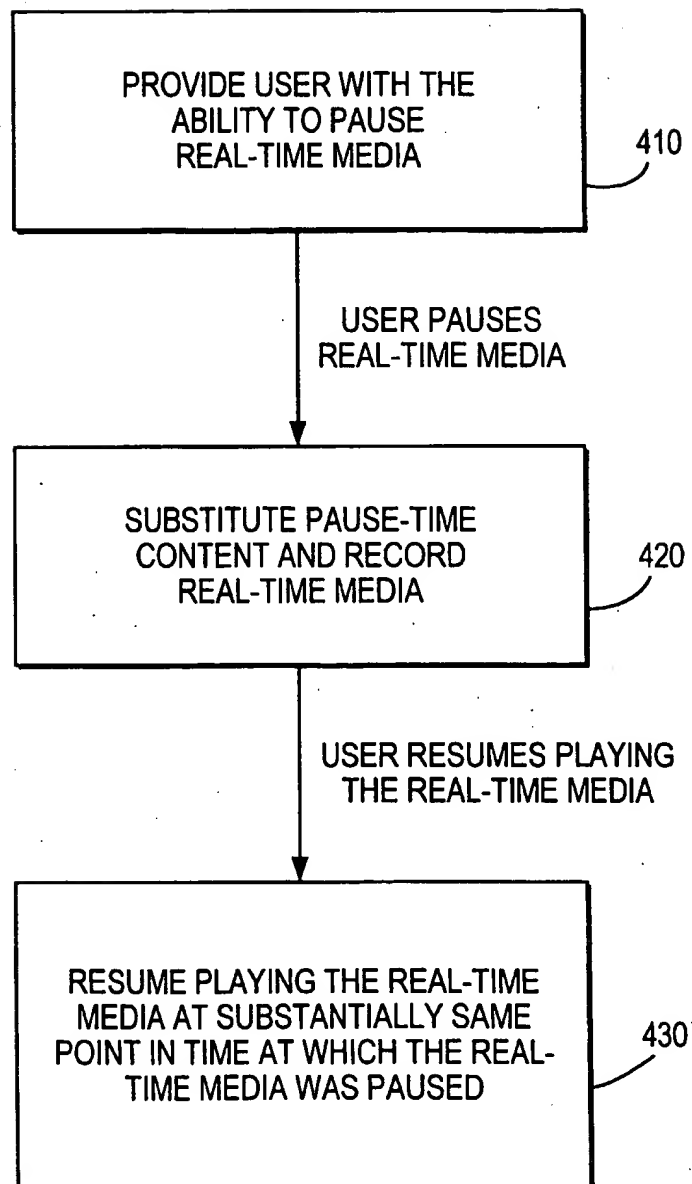 PROVIDE USER WITH THE
ABILITY TO PAUSE
REAL-TIME MEDIA
410
USER PAUSES
REAL-TIME MEDIA
SUBSTITUTE PAUSE-TIME
CONTENT AND RECORD
REAL-TIME MEDIA
420
USER RESUMES PLAYING
THE REAL-TIME MEDIA
RESUME PLAYING THE REAL-TIME
MEDIA AT SUBSTANTIALLY SAME
POINT IN TIME AT WHICH THE REAL-
TIME MEDIA WAS PAUSED
430